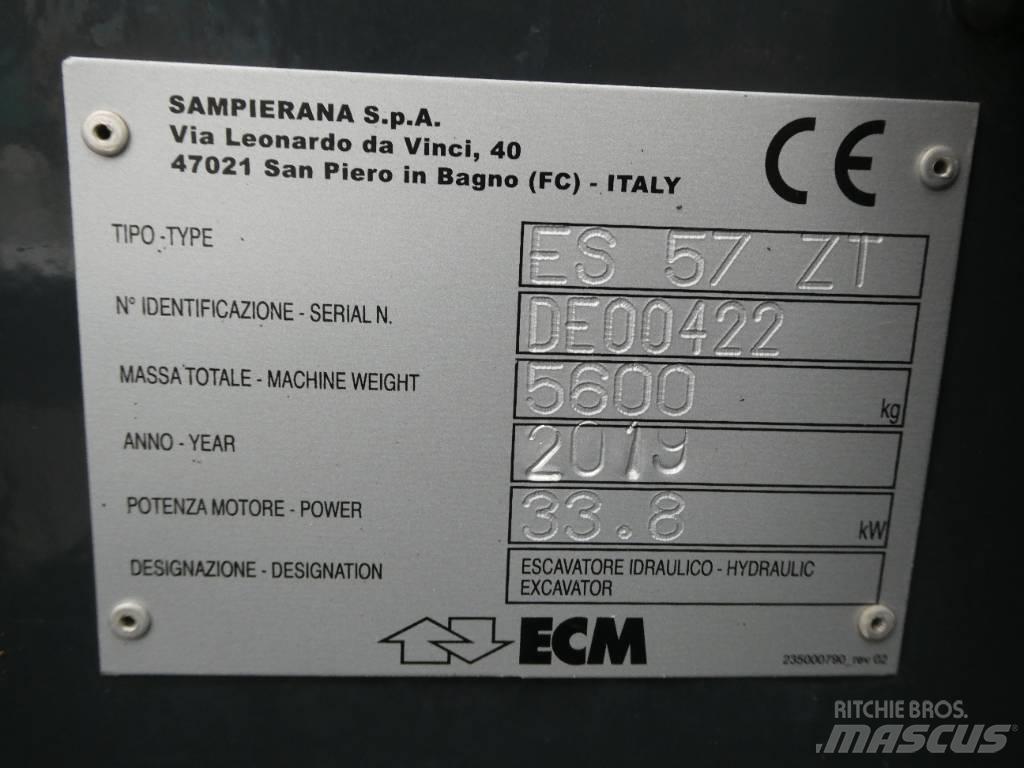 SAMPIERANA S.p.A.
Via Leonardo da Vinci, 40
47021 San Piero in Bagno (FC) - ITALY
CE
TIPO -TYPE ES 57 ZT
N° IDENTIFICAZIONE - SERIAL N. DE00422
MASSA TOTALE - MACHINE WEIGHT 5600 kg
ANNO - YEAR 2019
POTENZA MOTORE - POWER 33.8 kW
DESIGNAZIONE - DESIGNATION ESCAVATORE IDRAULICO - HYDRAULIC
EXCAVATOR
ECM
235000790_rev 02
RITCHIE BROS.
MASCUS